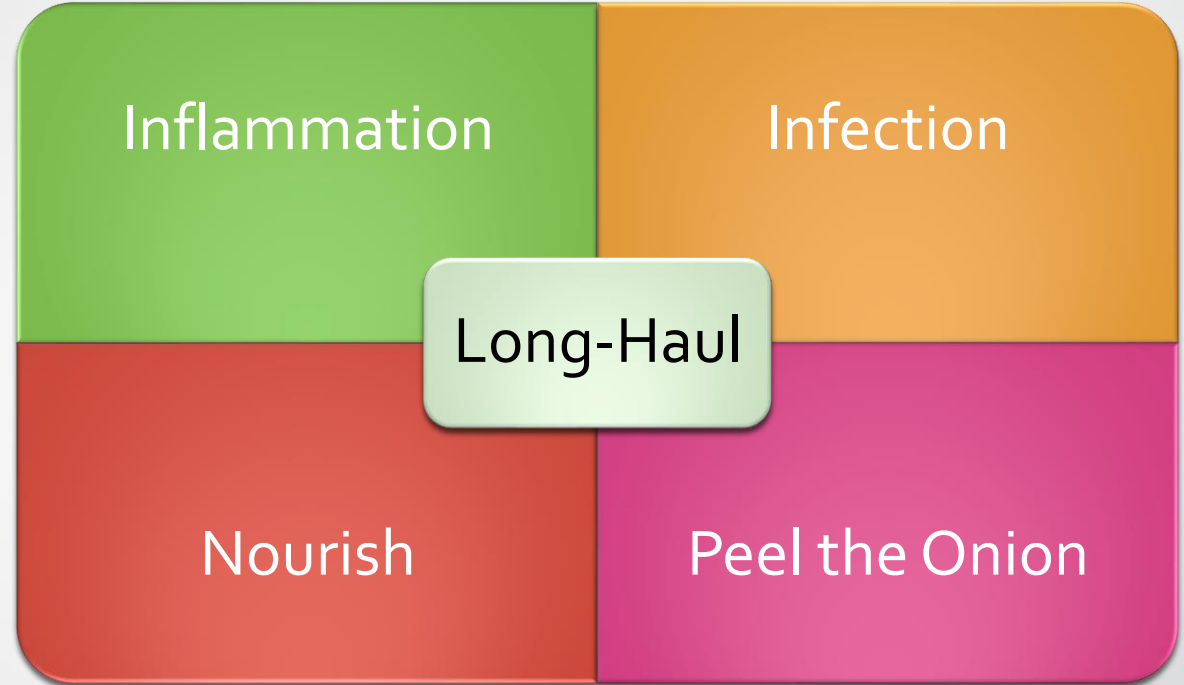 Inflammation
Infection
Long-Haul
Nourish
Peel the Onion